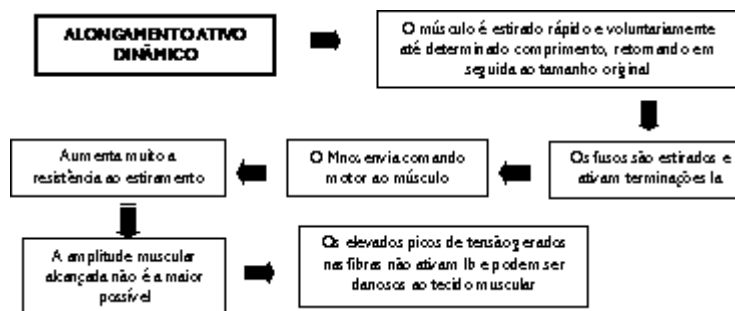 ALONGAMENTO ATIVO
DINÂMICO
O músculo é estirado rápido e voluntariamente
até determinado comprimento, retornando em
seguida ao tamanho original
Os fusos são estirados e
ativam terminações Ia
O Mnα envia comando
motor ao músculo
Aumenta muito a
resistência ao estiramento
A amplitude muscular
alcançada não é a maior
possível
Os elevados picos de tensão gerados
nas fibras não ativam Ib e podem ser
danosos ao tecido muscular